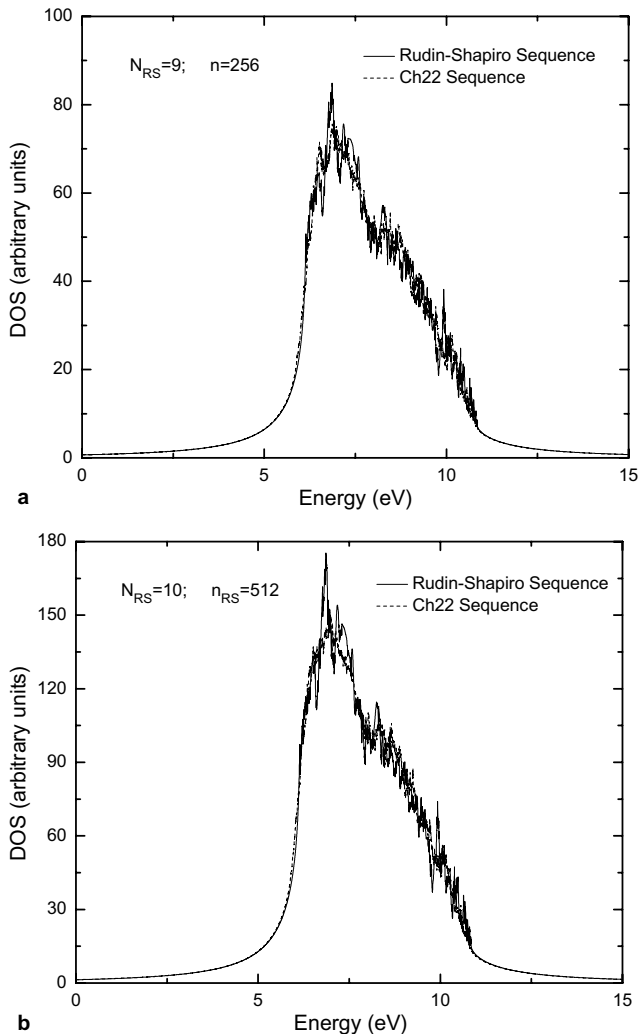 100
80
60
40
20
0
DOS (arbitrary units)
N_RS=9; n=256
Rudin-Shapiro Sequence
Ch22 Sequence
0 5 10 15
Energy (eV)
a
180
150
120
90
60
30
0
DOS (arbitrary units)
N_RS=10; n_RS=512
Rudin-Shapiro Sequence
Ch22 Sequence
0 5 10 15
Energy (eV)
b